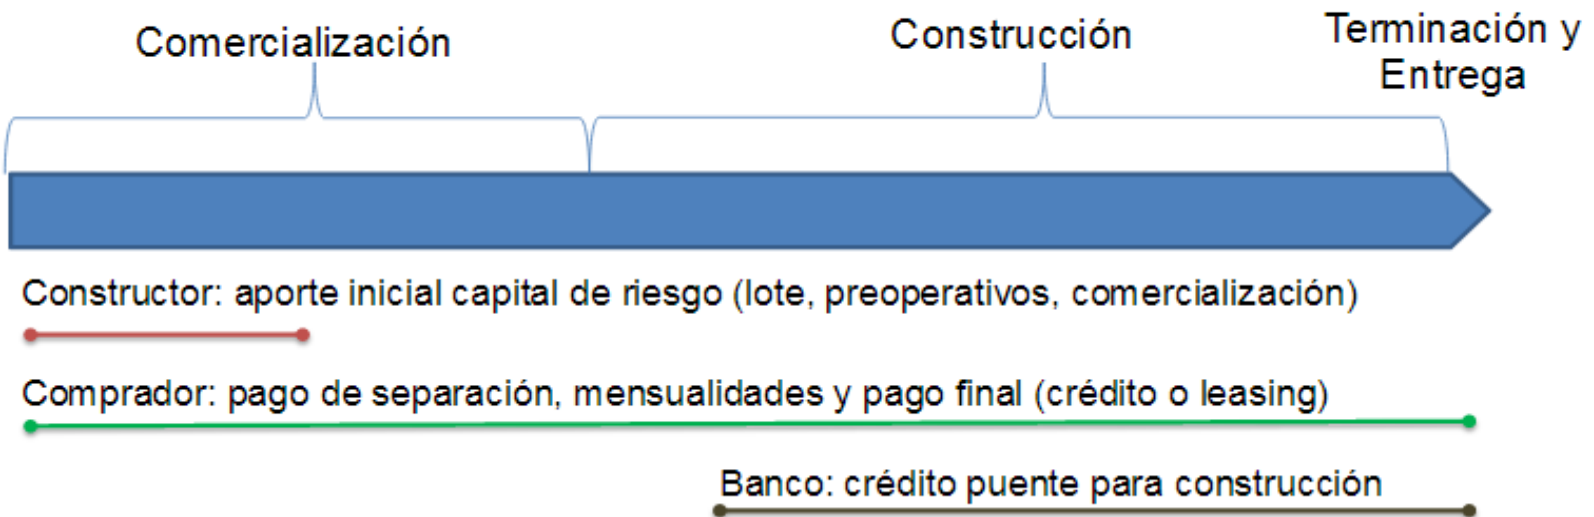 Comercialización
Construcción
Terminación y
Entrega
Constructor: aporte inicial capital de riesgo (lote, preoperativos, comercialización)
Comprador: pago de separación, mensualidades y pago final (crédito o leasing)
Banco: crédito puente para construcción